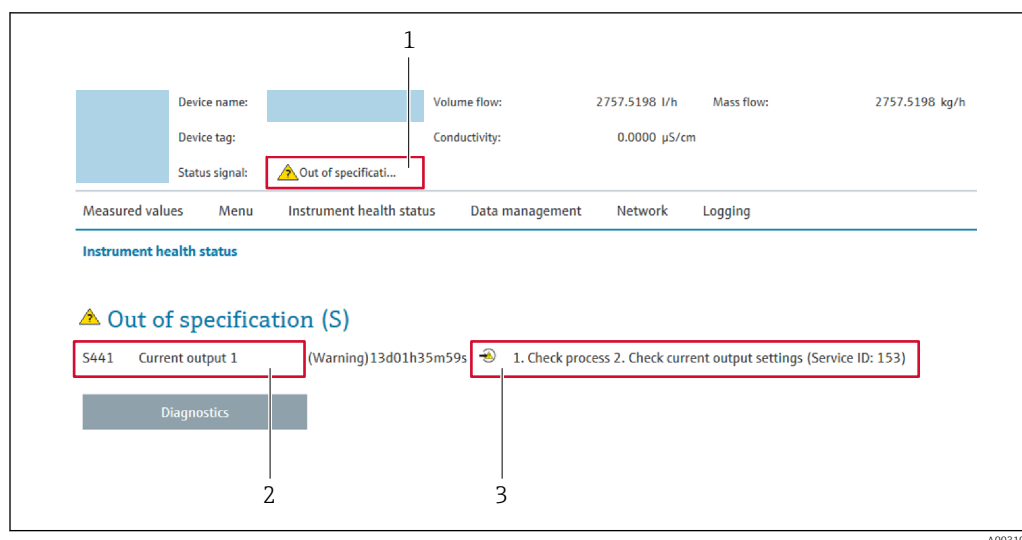 1
Device name: Volume flow: 2757.5198 l/h Mass flow: 2757.5198 kg/h
Device tag: Conductivity: 0.0000 µS/cm
Status signal: Out of specificati...
Measured values Menu Instrument health status Data management Network Logging
Instrument health status
Out of specification (S)
S441 Current output 1 (Warning)13d01h35m59s 1. Check process 2. Check current output settings (Service ID: 153)
Diagnostics
2 3